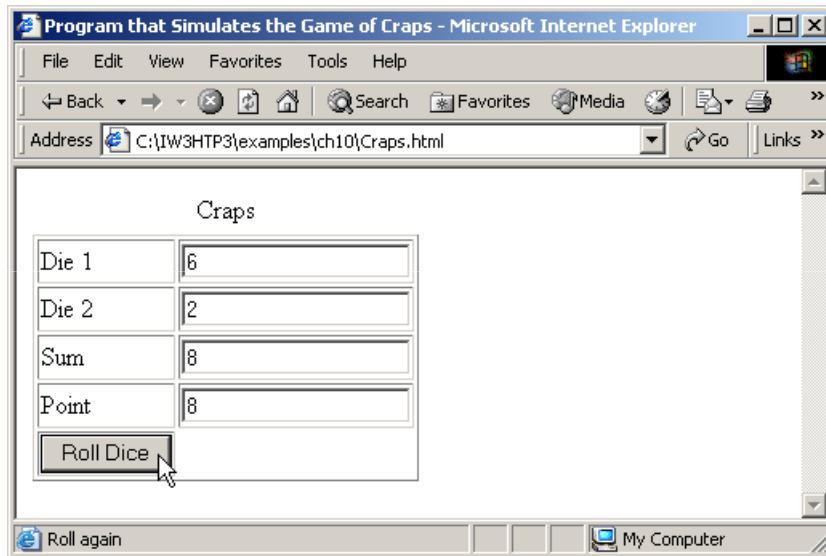 Program that Simulates the Game of Craps - Microsoft Internet Explorer
File Edit View Favorites Tools Help
Back Search Favorites Media »
Address C:\IW3HTP3\examples\ch10\Craps.html Go Links »
Craps
Die 1 6
Die 2 2
Sum 8
Point 8
Roll Dice
Roll again My Computer